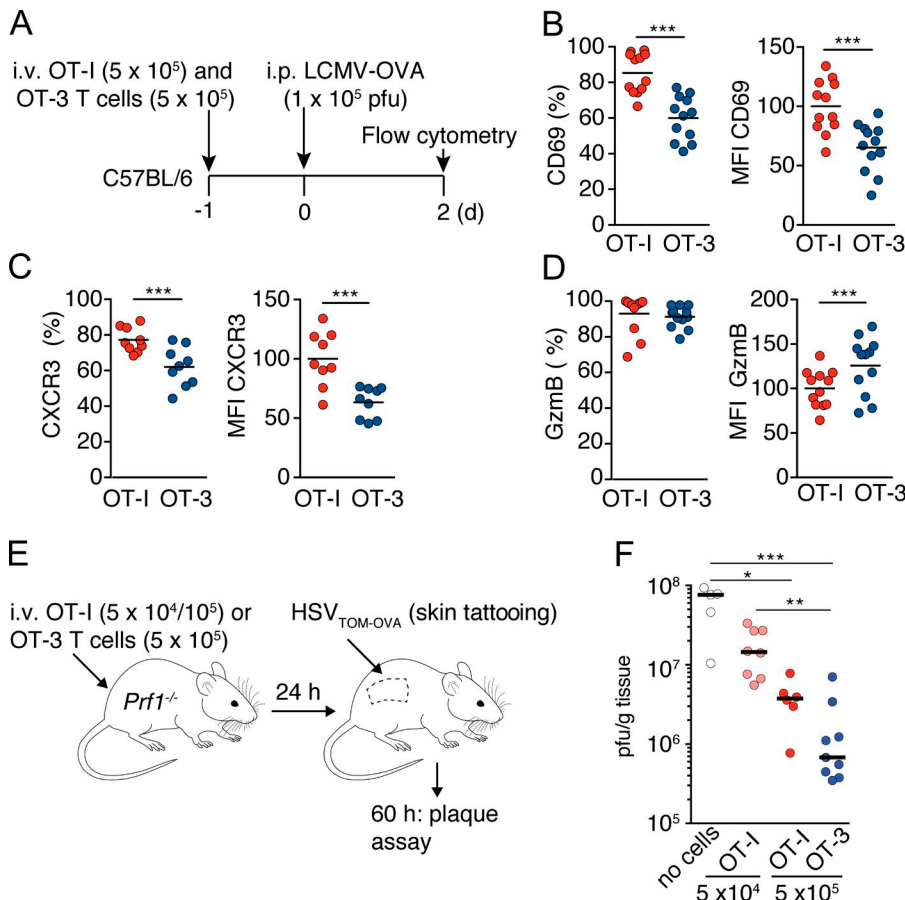 A
i.v. OT-I (5 x 10⁵) and
OT-3 T cells (5 x 10⁵)
i.p. LCMV-OVA
(1 x 10⁵ pfu)
Flow cytometry
C57BL/6
-1
0
2 (d)
B
CD69 (%)
100
80
60
40
20
0
***
OT-I OT-3
MFI CD69
150
100
50
0
***
OT-I OT-3
C
CXCR3 (%)
100
80
60
40
20
0
***
OT-I OT-3
MFI CXCR3
150
100
50
0
***
OT-I OT-3
D
GzmB ( %)
100
80
60
40
20
0
OT-I OT-3
MFI GzmB
200
150
100
50
0
***
OT-I OT-3
E
i.v. OT-I (5 x 10⁴/10⁵) or
OT-3 T cells (5 x 10⁵)
Prf1⁻/⁻
24 h
HSV_TOM-OVA (skin tattooing)
60 h: plaque
assay
F
pfu/g tissue
10⁸
10⁷
10⁶
10⁵
***
*
**
no cells
OT-I
OT-I
OT-3
5 x10⁴
5 x10⁵